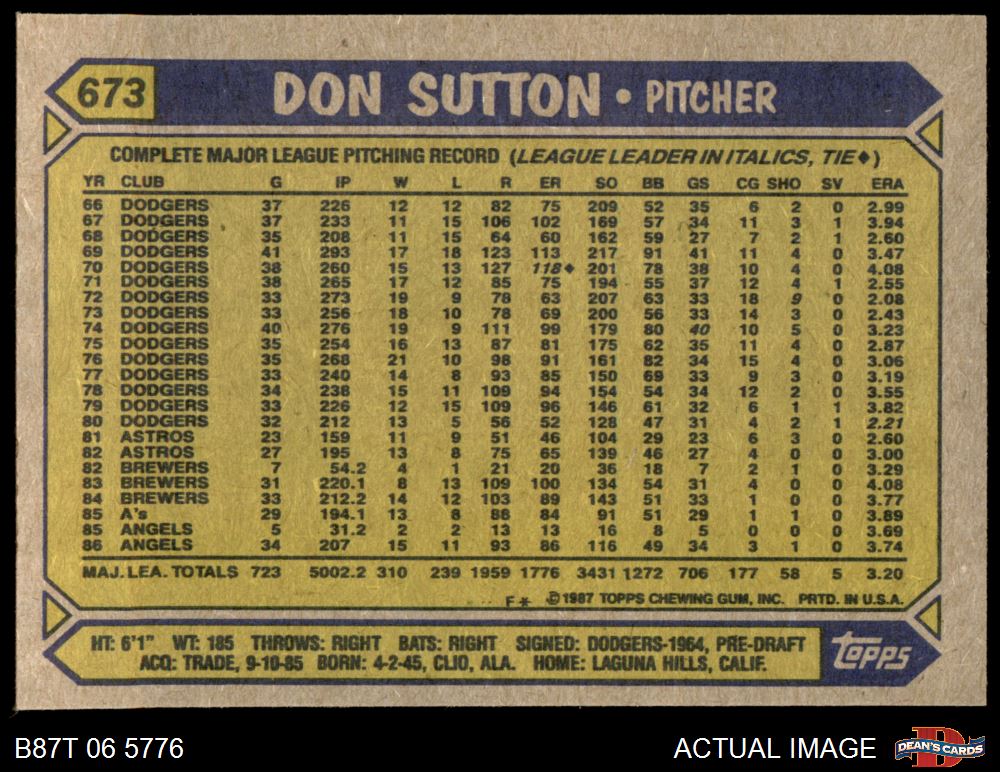 673 DON SUTTON • PITCHER
COMPLETE MAJOR LEAGUE PITCHING RECORD (LEAGUE LEADER IN ITALICS, TIE♦)
YR CLUB G IP W L R ER SO BB GS CG SHO SV ERA
66 DODGERS 37 226 12 12 82 75 209 52 35 6 2 0 2.99
67 DODGERS 37 233 11 15 106 102 169 57 34 11 3 1 3.94
68 DODGERS 35 208 11 15 64 60 162 59 27 7 2 1 2.60
69 DODGERS 41 293 17 18 123 113 217 91 41 11 4 0 3.47
70 DODGERS 38 260 15 13 127 118♦ 201 78 38 10 4 0 4.08
71 DODGERS 38 265 17 12 85 75 194 55 37 12 4 1 2.55
72 DODGERS 33 273 19 9 78 63 207 63 33 18 9 0 2.08
73 DODGERS 33 256 18 10 78 69 200 56 33 14 3 0 2.43
74 DODGERS 40 276 19 9 111 99 179 80 40 10 5 0 3.23
75 DODGERS 35 254 16 13 87 81 175 62 35 11 4 0 2.87
76 DODGERS 35 268 21 10 98 91 161 82 34 15 4 0 3.06
77 DODGERS 33 240 14 8 93 85 150 69 33 9 3 0 3.19
78 DODGERS 34 238 15 11 109 94 154 54 34 12 2 0 3.55
79 DODGERS 33 226 12 15 109 96 146 61 32 6 1 1 3.82
80 DODGERS 32 212 13 5 56 52 128 47 31 4 2 1 2.21
81 ASTROS 23 159 11 9 51 46 104 29 23 6 3 0 2.60
82 ASTROS 27 195 13 8 75 65 139 46 27 4 0 0 3.00
82 BREWERS 7 54.2 4 1 21 20 36 18 7 2 1 0 3.29
83 BREWERS 31 220.1 8 13 109 100 134 54 31 4 0 0 4.08
84 BREWERS 33 212.2 14 12 103 89 143 51 33 1 0 0 3.77
85 A's 29 194.1 13 8 88 84 91 51 29 1 1 0 3.89
85 ANGELS 5 31.2 2 2 13 13 16 8 5 0 0 0 3.69
86 ANGELS 34 207 15 11 93 86 116 49 34 3 1 0 3.74
MAJ. LEA. TOTALS 723 5002.2 310 239 1959 1776 3431 1272 706 177 58 5 3.20
F* ©1987 TOPPS CHEWING GUM, INC. PRTD. IN U.S.A.
HT: 6'1" WT: 185 THROWS: RIGHT BATS: RIGHT SIGNED: DODGERS-1964, PRE-DRAFT
ACQ: TRADE, 9-10-85 BORN: 4-2-45, CLIO, ALA. HOME: LAGUNA HILLS, CALIF.
TOPPS
B87T 06 5776 ACTUAL IMAGE DEAN'S CARDS